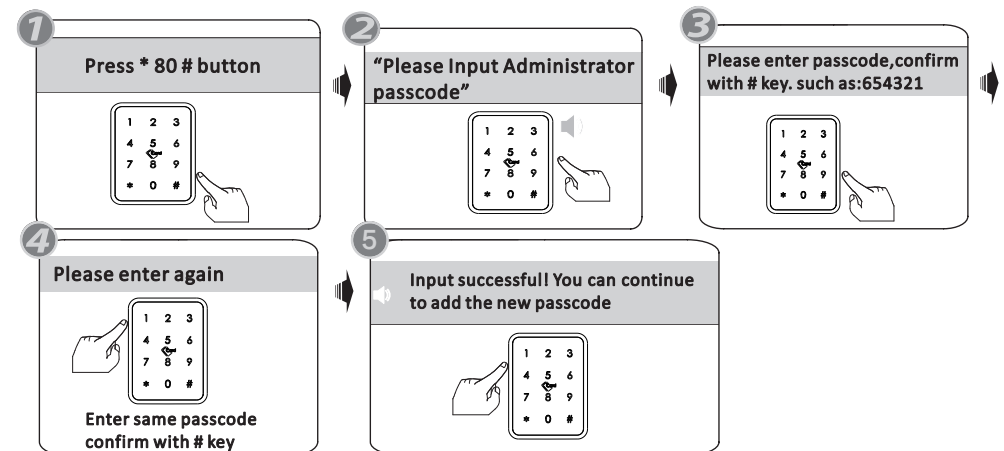 1
Press * 80 # button
1 2 3
4 5 6
7 8 9
* 0 #
2
“Please Input Administrator
passcode”
1 2 3
4 5 6
7 8 9
* 0 #
3
Please enter passcode,confirm
with # key. such as:654321
1 2 3
4 5 6
7 8 9
* 0 #
4
Please enter again
1 2 3
4 5 6
7 8 9
* 0 #
Enter same passcode
confirm with # key
5
Input successful! You can continue
to add the new passcode
1 2 3
4 5 6
7 8 9
* 0 #